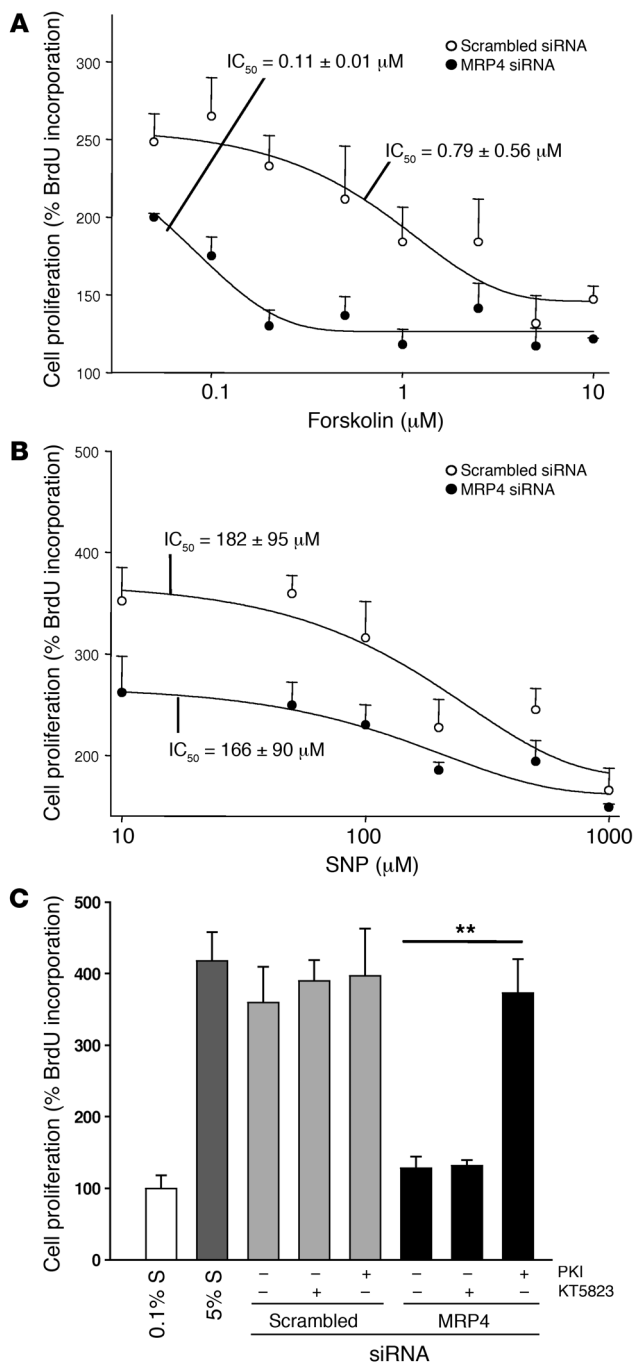 A
Cell proliferation (% BrdU incorporation)
300
250
200
150
100
IC50 = 0.11 ± 0.01 μM
Scrambled siRNA
MRP4 siRNA
IC50 = 0.79 ± 0.56 μM
0.1
1
10
Forskolin (μM)
B
Cell proliferation (% BrdU incorporation)
500
400
300
200
Scrambled siRNA
MRP4 siRNA
IC50 = 182 ± 95 μM
IC50 = 166 ± 90 μM
10
100
1000
SNP (μM)
C
Cell proliferation (% BrdU incorporation)
500
400
300
200
100
0
**
0.1% S
5% S
– – + – – + PKI
– + – – + – KT5823
Scrambled
MRP4
siRNA